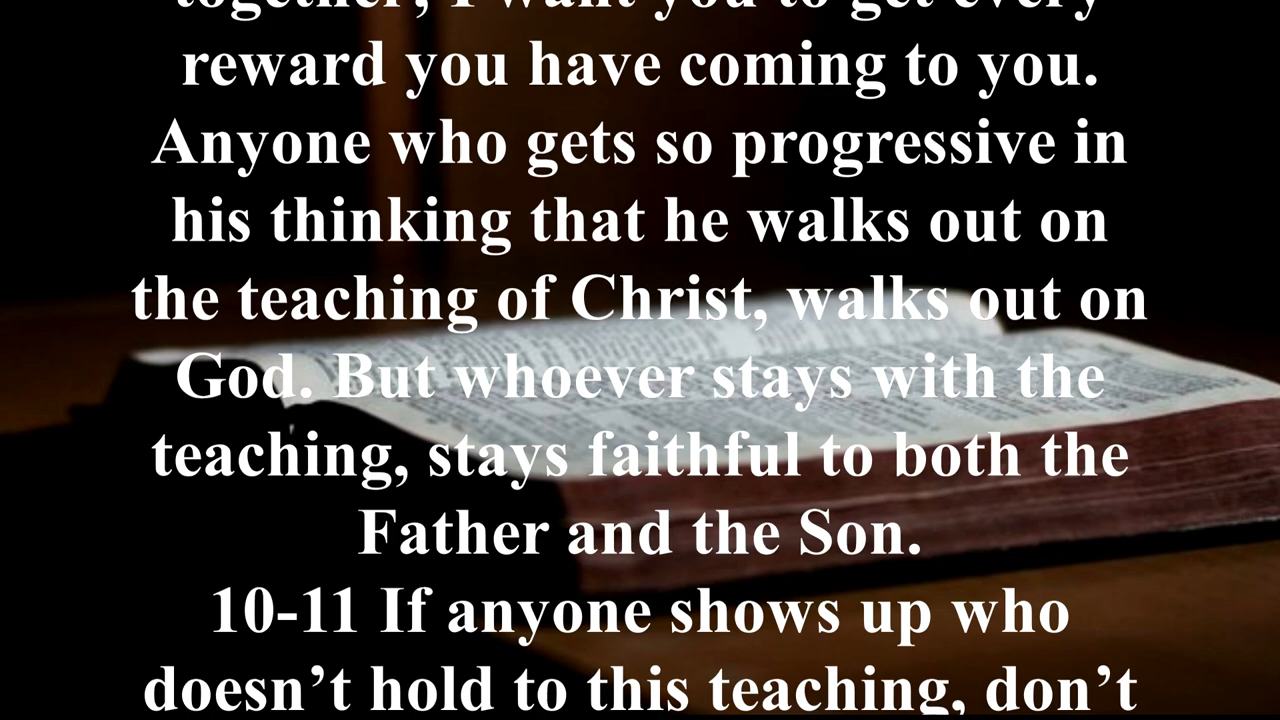 together; I want you to get every
reward you have coming to you.
Anyone who gets so progressive in
his thinking that he walks out on
the teaching of Christ, walks out on
God. But whoever stays with the
teaching, stays faithful to both the
Father and the Son.
10-11 If anyone shows up who
doesn’t hold to this teaching, don’t